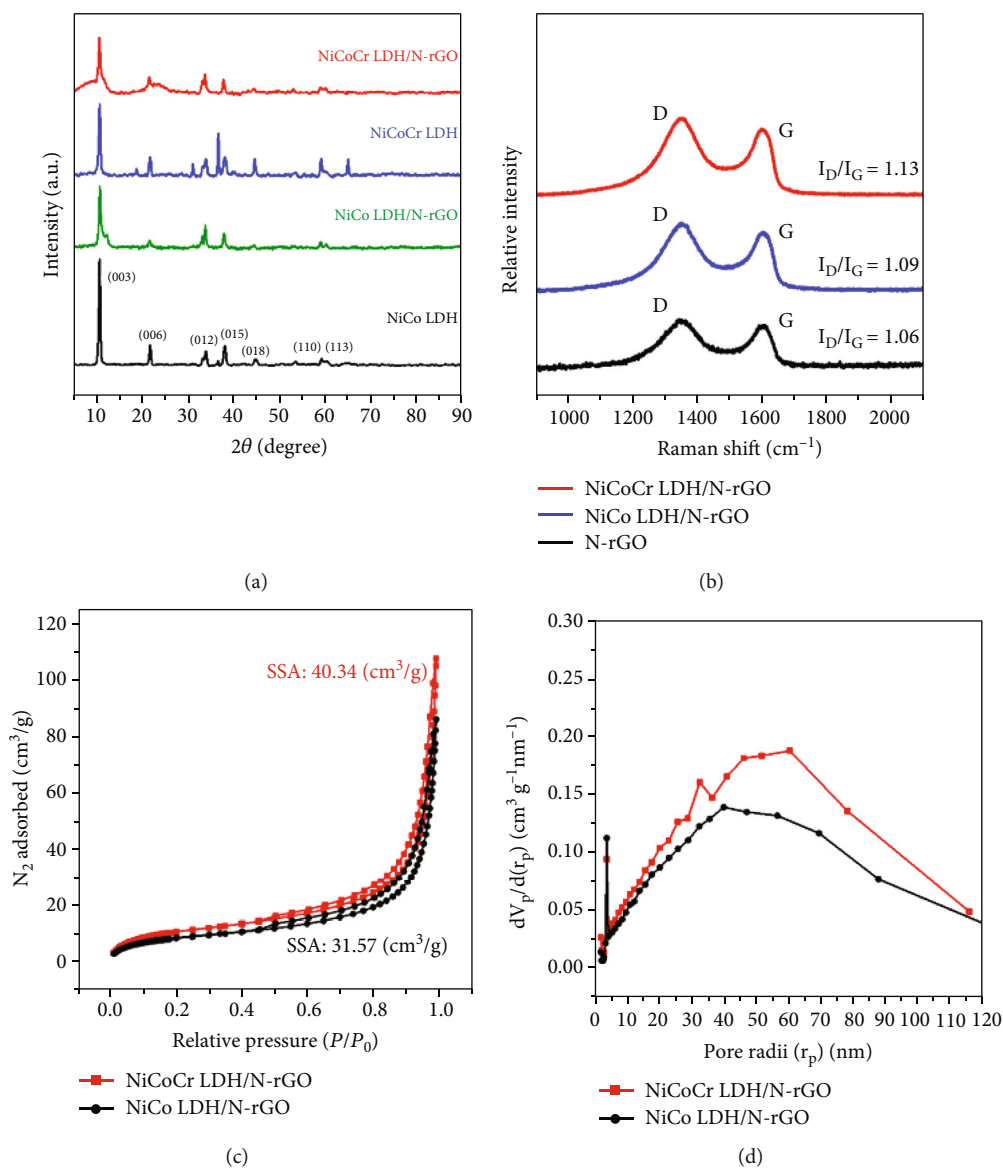 NiCoCr LDH/N-rGO
NiCoCr LDH
NiCo LDH/N-rGO
NiCo LDH
(003)
(006)
(012)
(015)
(018)
(110)
(113)
Intensity (a.u.)
10 20 30 40 50 60 70 80 90
2θ (degree)
(a)
D
G
I_D/I_G = 1.13
D
G
I_D/I_G = 1.09
D
G
I_D/I_G = 1.06
Relative intensity
1000 1200 1400 1600 1800 2000
Raman shift (cm⁻¹)
NiCoCr LDH/N-rGO
NiCo LDH/N-rGO
N-rGO
(b)
120
100
80
60
40
20
0
N₂ adsorbed (cm³/g)
SSA: 40.34 (cm³/g)
SSA: 31.57 (cm³/g)
0.0 0.2 0.4 0.6 0.8 1.0
Relative pressure (P/P₀)
NiCoCr LDH/N-rGO
NiCo LDH/N-rGO
(c)
0.30
0.25
0.20
0.15
0.10
0.05
0.00
dVₚ/d(rₚ) (cm³ g⁻¹nm⁻¹)
0 10 20 30 40 50 60 70 80 90 100 110 120
Pore radii (rₚ) (nm)
NiCoCr LDH/N-rGO
NiCo LDH/N-rGO
(d)